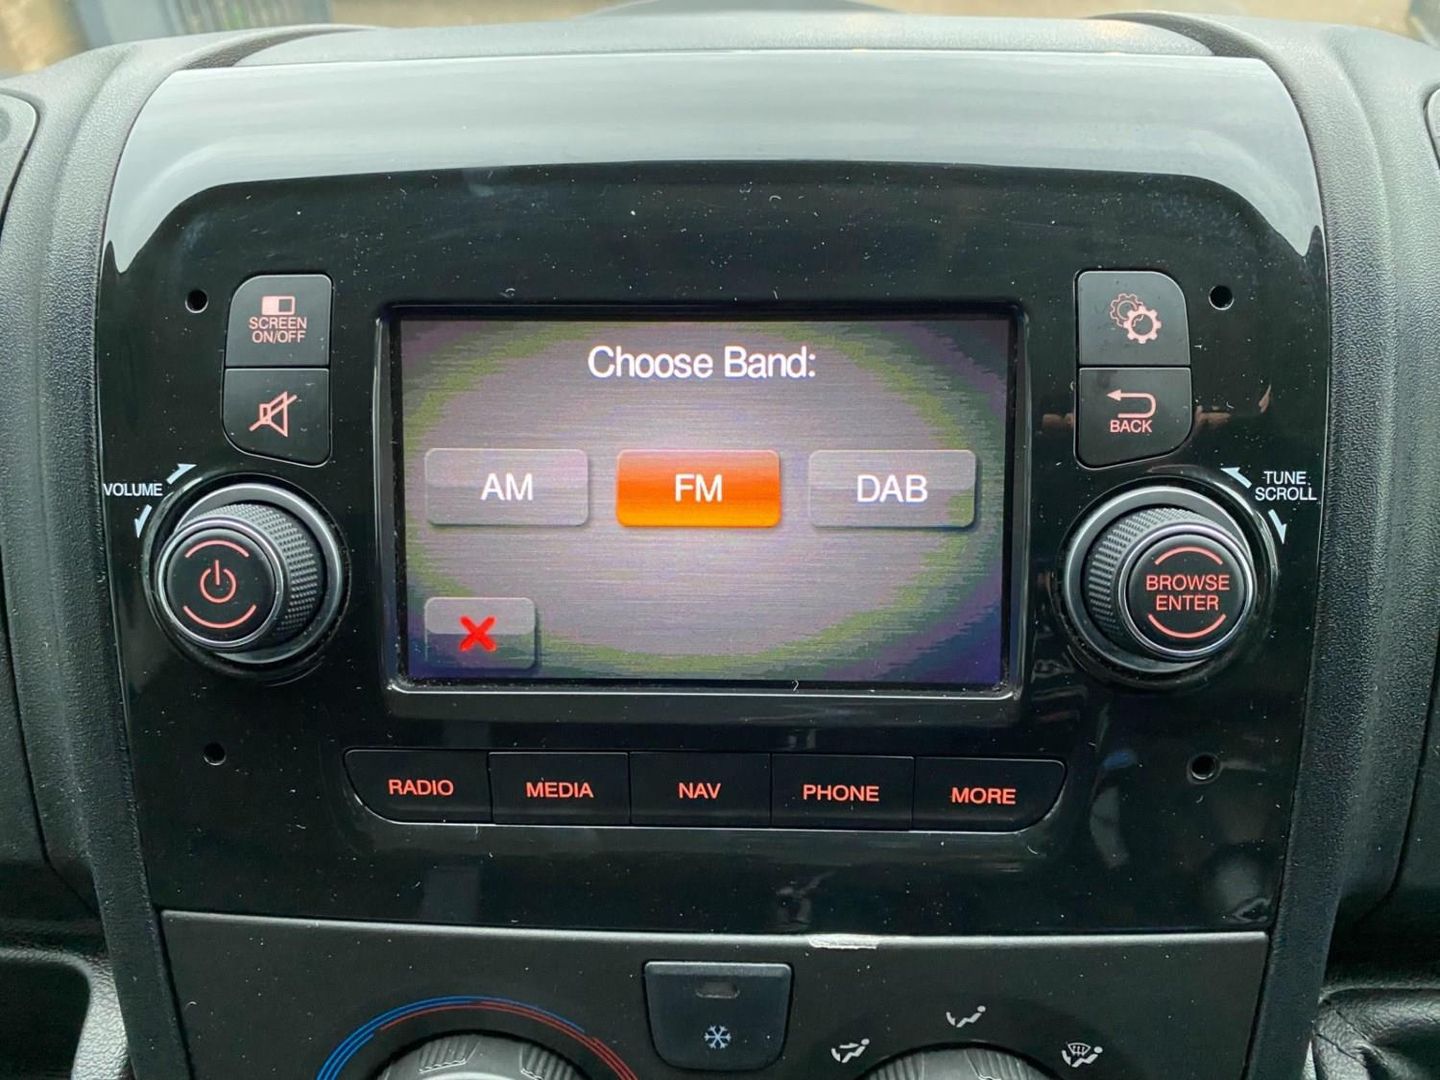 SCREEN
ON/OFF
Choose Band:
AM FM DAB
BACK
VOLUME
TUNE
SCROLL
BROWSE
ENTER
RADIO MEDIA NAV PHONE MORE